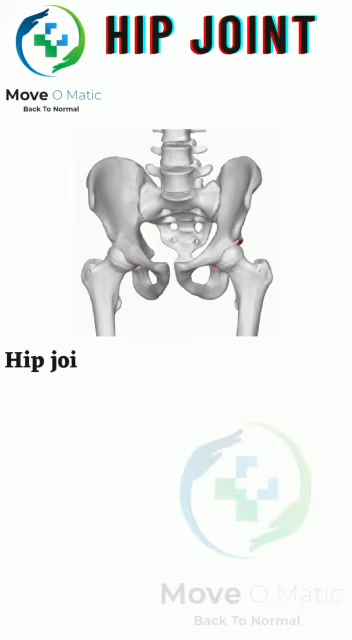 HIP JOINT
Move O Matic
Back To Normal
Hip joi
Move O Matic
Back To Normal